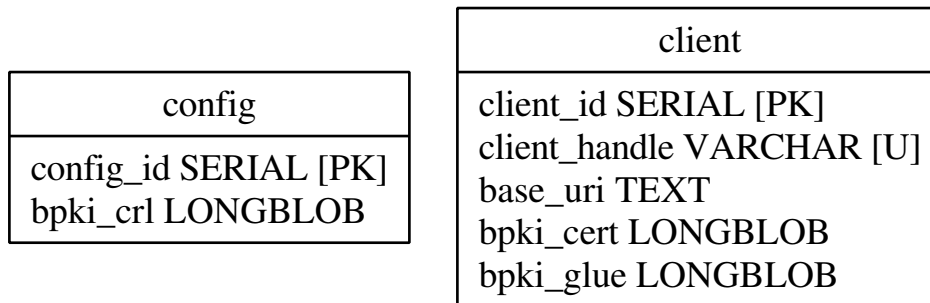 config
config_id SERIAL [PK]
bpki_crl LONGBLOB
client
client_id SERIAL [PK]
client_handle VARCHAR [U]
base_uri TEXT
bpki_cert LONGBLOB
bpki_glue LONGBLOB